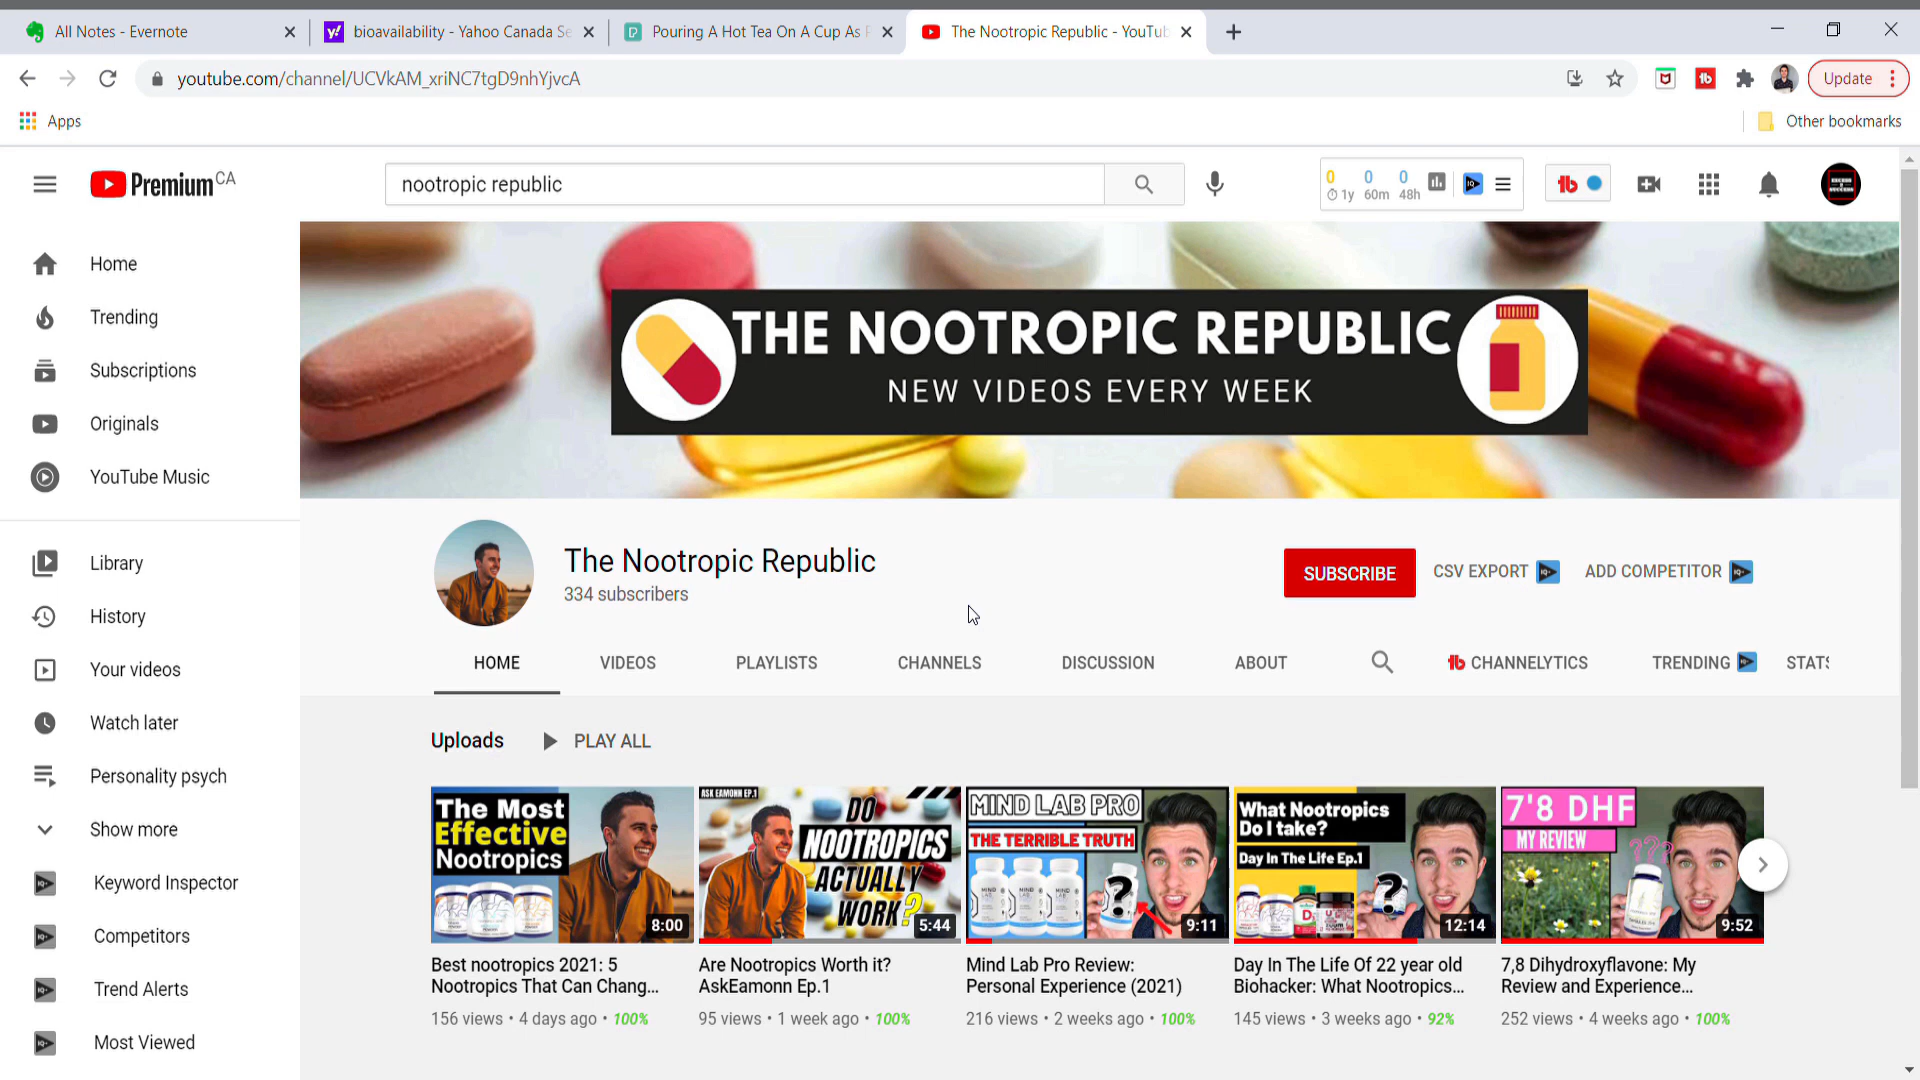 All Notes - Evernote
bioavailability - Yahoo Canada Se
Pouring A Hot Tea On A Cup As
The Nootropic Republic - YouTub
youtube.com/channel/UCVkAM_xriNC7tgD9nhYjvcA
Update
Apps
Other bookmarks
Premium CA
nootropic republic
0 0 0
1y 60m 48h
Home
Trending
Subscriptions
Originals
YouTube Music
Library
History
Your videos
Watch later
Personality psych
Show more
Keyword Inspector
Competitors
Trend Alerts
Most Viewed
THE NOOTROPIC REPUBLIC
NEW VIDEOS EVERY WEEK
The Nootropic Republic
334 subscribers
SUBSCRIBE
CSV EXPORT
ADD COMPETITOR
HOME
VIDEOS
PLAYLISTS
CHANNELS
DISCUSSION
ABOUT
CHANNELYTICS
TRENDING
STATS
Uploads
PLAY ALL
The Most
Effective
Nootropics
8:00
Best nootropics 2021: 5
Nootropics That Can Chang...
156 views • 4 days ago • 100%
ASK EAMONN EP.1
DO
NOOTROPICS
ACTUALLY
WORK?
5:44
Are Nootropics Worth it?
AskEamonn Ep.1
95 views • 1 week ago • 100%
MIND LAB PRO
THE TERRIBLE TRUTH
?
9:11
Mind Lab Pro Review:
Personal Experience (2021)
216 views • 2 weeks ago • 100%
What Nootropics
Do I take?
Day In The Life Ep.1
?
12:14
Day In The Life Of 22 year old
Biohacker: What Nootropics...
145 views • 3 weeks ago • 92%
7'8 DHF
MY REVIEW
???
9:52
7,8 Dihydroxyflavone: My
Review and Experience...
252 views • 4 weeks ago • 100%